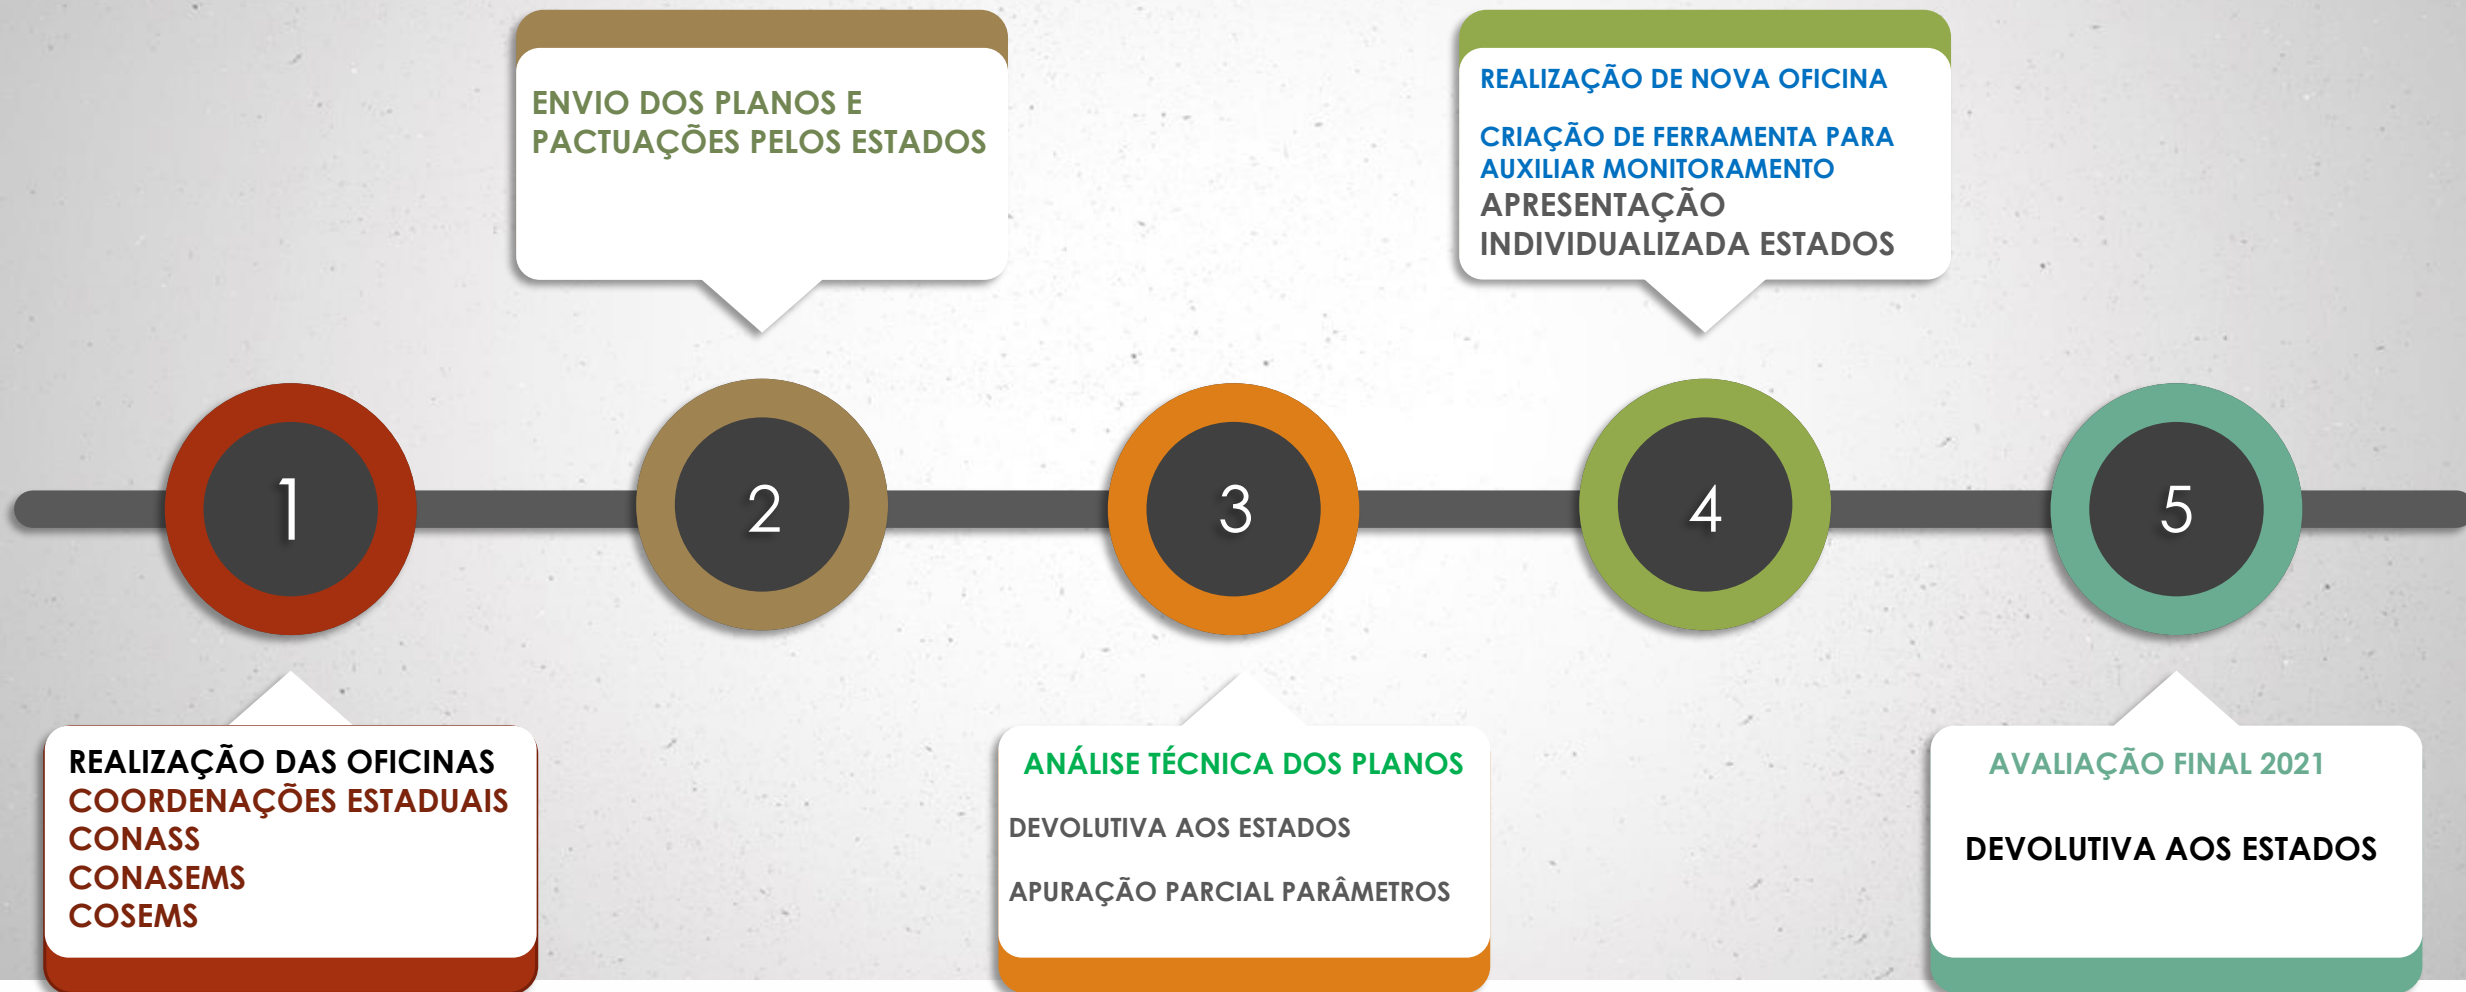 1
REALIZAÇÃO DAS OFICINAS
COORDENAÇÕES ESTADUAIS
CONASS
CONASEMS
COSEMS
2
ENVIO DOS PLANOS E
PACTUAÇÕES PELOS ESTADOS
3
ANÁLISE TÉCNICA DOS PLANOS
DEVOLUTIVA AOS ESTADOS
APURAÇÃO PARCIAL PARÂMETROS
4
REALIZAÇÃO DE NOVA OFICINA
CRIAÇÃO DE FERRAMENTA PARA
AUXILIAR MONITORAMENTO
APRESENTAÇÃO
INDIVIDUALIZADA ESTADOS
5
AVALIAÇÃO FINAL 2021
DEVOLUTIVA AOS ESTADOS